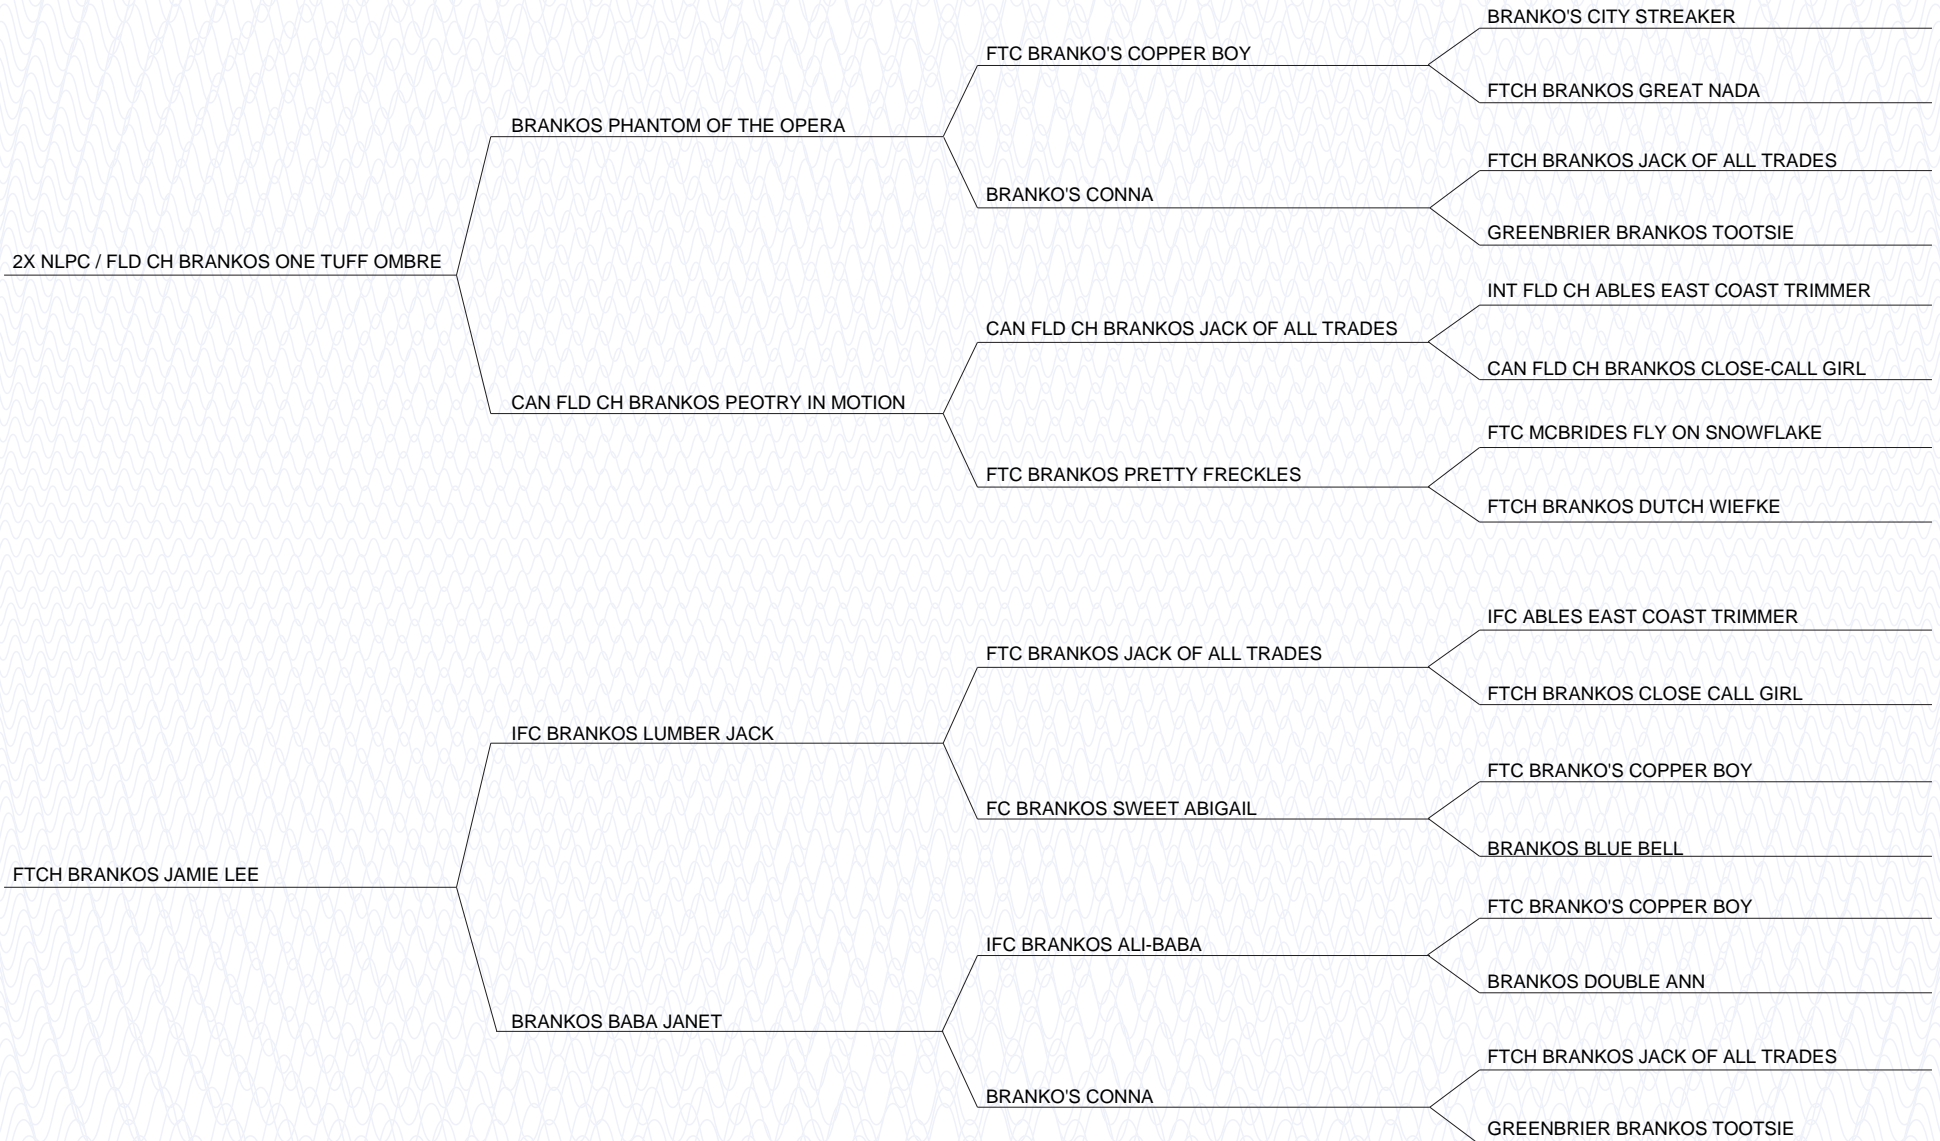 BRANKO'S CITY STREAKER
FTC BRANKO'S COPPER BOY
FTCH BRANKOS GREAT NADA
BRANKOS PHANTOM OF THE OPERA
FTCH BRANKOS JACK OF ALL TRADES
BRANKO'S CONNA
GREENBRIER BRANKOS TOOTSIE
2X NLPC / FLD CH BRANKOS ONE TUFF OMBRE
INT FLD CH ABLES EAST COAST TRIMMER
CAN FLD CH BRANKOS JACK OF ALL TRADES
CAN FLD CH BRANKOS CLOSE-CALL GIRL
CAN FLD CH BRANKOS PEOTRY IN MOTION
FTC MCBRIDES FLY ON SNOWFLAKE
FTC BRANKOS PRETTY FRECKLES
FTCH BRANKOS DUTCH WIEFKE
IFC ABLES EAST COAST TRIMMER
FTC BRANKOS JACK OF ALL TRADES
FTCH BRANKOS CLOSE CALL GIRL
IFC BRANKOS LUMBER JACK
FTC BRANKO'S COPPER BOY
FC BRANKOS SWEET ABIGAIL
BRANKOS BLUE BELL
FTCH BRANKOS JAMIE LEE
FTC BRANKO'S COPPER BOY
IFC BRANKOS ALI-BABA
BRANKOS DOUBLE ANN
BRANKOS BABA JANET
FTCH BRANKOS JACK OF ALL TRADES
BRANKO'S CONNA
GREENBRIER BRANKOS TOOTSIE